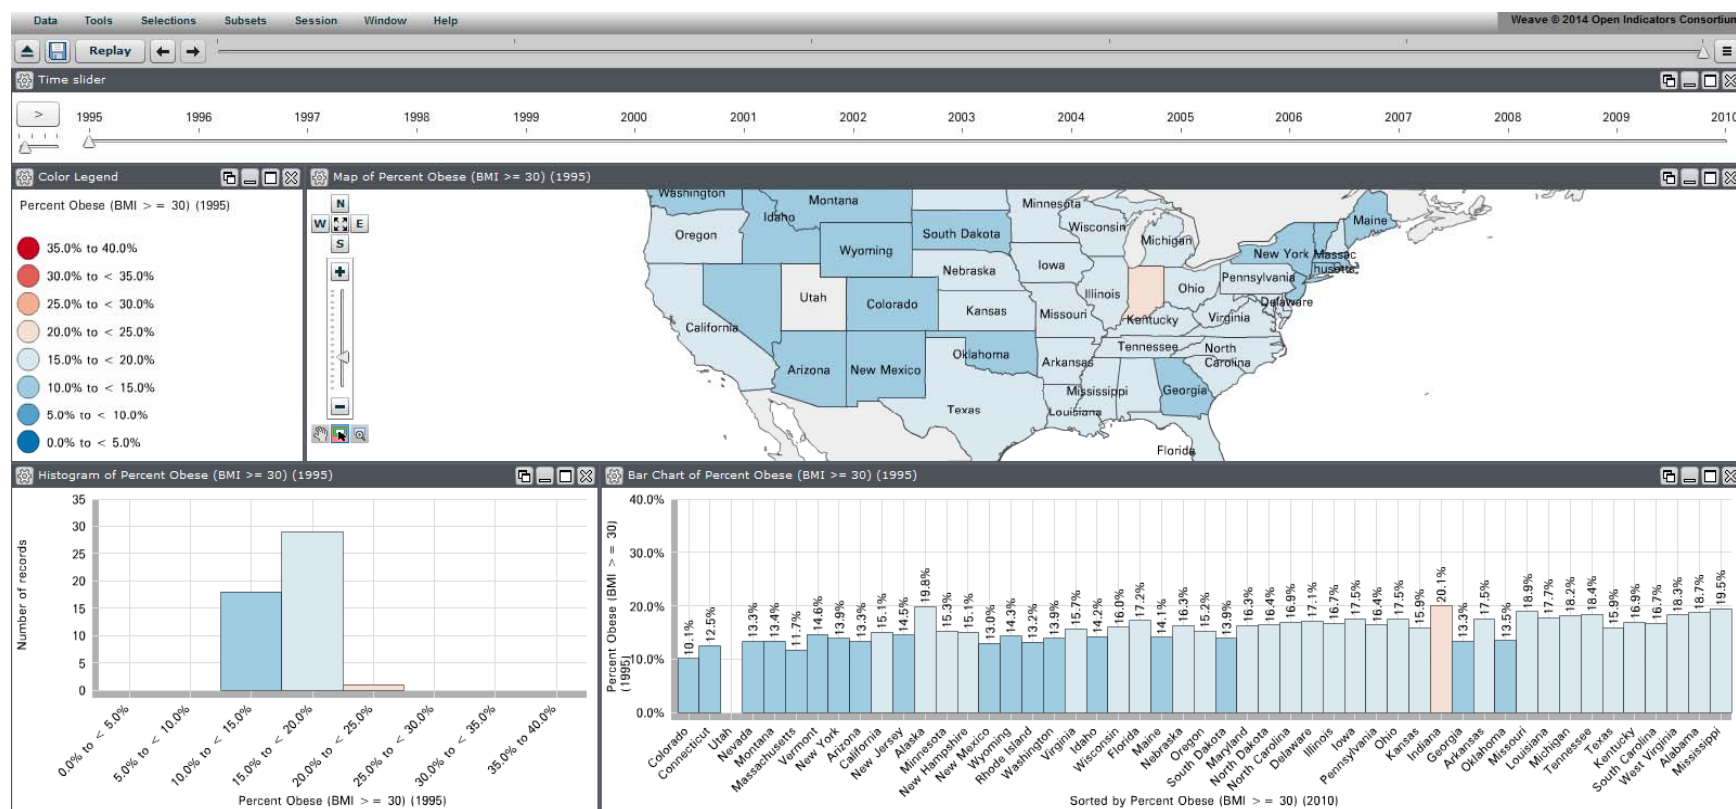 Data Tools Selections Subsets Session Window Help
Weave © 2014 Open Indicators Consortium
Replay
Time slider
>
1995 1996 1997 1998 1999 2000 2001 2002 2003 2004 2005 2006 2007 2008 2009 2010
Color Legend
Percent Obese (BMI > = 30) (1995)
35.0% to 40.0%
30.0% to < 35.0%
25.0% to < 30.0%
20.0% to < 25.0%
15.0% to < 20.0%
10.0% to < 15.0%
5.0% to < 10.0%
0.0% to < 5.0%
Map of Percent Obese (BMI >= 30) (1995)
N
W E
S
Washington
Montana
Idaho
Minnesota
Maine
Oregon
South Dakota
Wisconsin
Michigan
Wyoming
New York
Massac
husetts
Nebraska
Iowa
Pennsylvania
Utah
Colorado
Illinois
Ohio
Delaware
Kansas
Missouri
Kentucky
Virginia
California
Tennessee
North
Carolina
Oklahoma
Arkansas
Arizona
New Mexico
Mississippi
Georgia
Texas
Louisiana
Florida
Histogram of Percent Obese (BMI >= 30) (1995)
Number of records
35
30
25
20
15
10
5
0
0.0% to < 5.0%
5.0% to < 10.0%
10.0% to < 15.0%
15.0% to < 20.0%
20.0% to < 25.0%
25.0% to < 30.0%
30.0% to < 35.0%
35.0% to 40.0%
Percent Obese (BMI > = 30) (1995)
Bar Chart of Percent Obese (BMI >= 30) (1995)
Percent Obese (BMI > = 30)
(1995)
40.0%
30.0%
20.0%
10.0%
0.0%
10.1%
12.5%
13.3%
13.4%
11.7%
14.6%
13.9%
13.3%
15.1%
14.5%
19.8%
15.3%
15.1%
13.0%
14.3%
13.2%
13.9%
15.7%
14.2%
16.0%
17.2%
14.1%
16.3%
15.2%
13.9%
16.3%
16.4%
16.9%
17.1%
16.7%
17.5%
16.4%
17.5%
15.9%
20.1%
13.3%
17.5%
13.5%
18.9%
17.7%
18.2%
18.4%
15.9%
16.9%
16.7%
18.3%
18.7%
19.5%
Colorado
Connecticut
Utah
Nevada
Montana
Massachusetts
Vermont
New York
Arizona
California
New Jersey
Alaska
Minnesota
New Hampshire
New Mexico
Wyoming
Rhode Island
Washington
Virginia
Idaho
Wisconsin
Florida
Maine
Nebraska
Oregon
South Dakota
Maryland
North Dakota
North Carolina
Delaware
Illinois
Iowa
Pennsylvania
Ohio
Kansas
Indiana
Georgia
Arkansas
Oklahoma
Missouri
Louisiana
Michigan
Tennessee
Texas
Kentucky
South Carolina
West Virginia
Alabama
Mississippi
Sorted by Percent Obese (BMI > = 30) (2010)